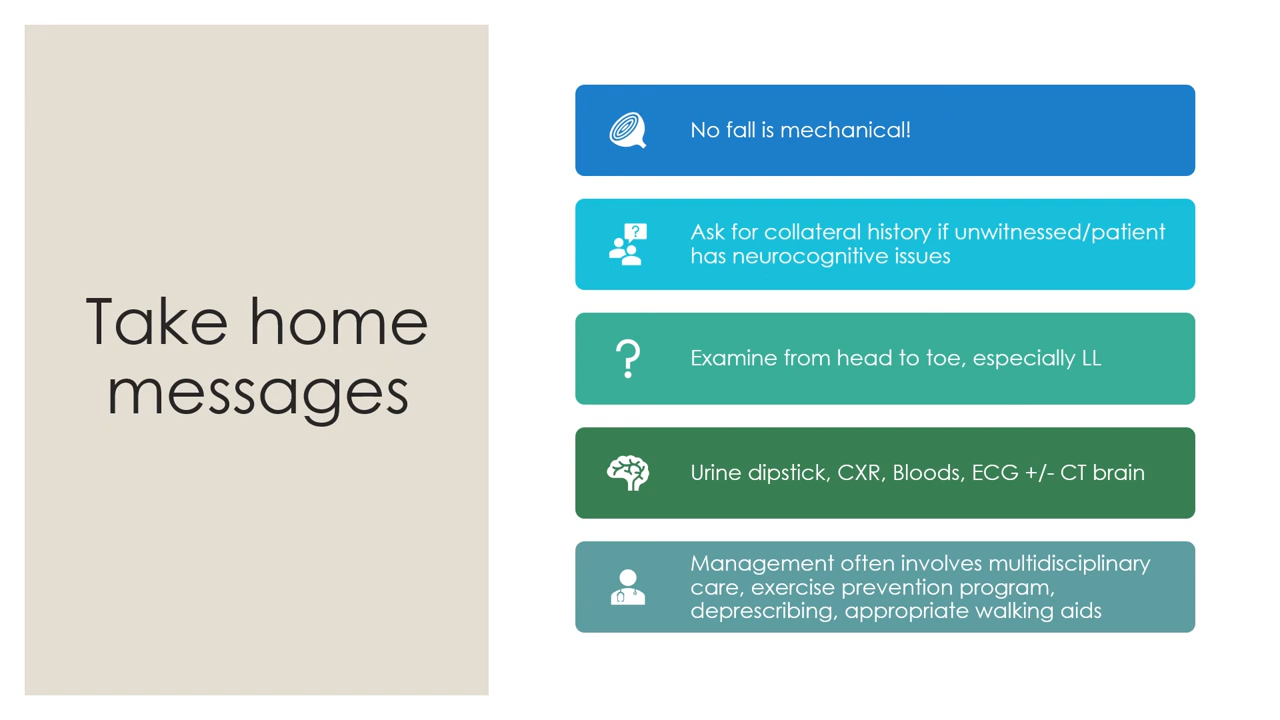 Take home
messages
No fall is mechanical!
?
Ask for collateral history if unwitnessed/patient
has neurocognitive issues
?
Examine from head to toe, especially LL
Urine dipstick, CXR, Bloods, ECG +/- CT brain
Management often involves multidisciplinary
care, exercise prevention program,
deprescribing, appropriate walking aids